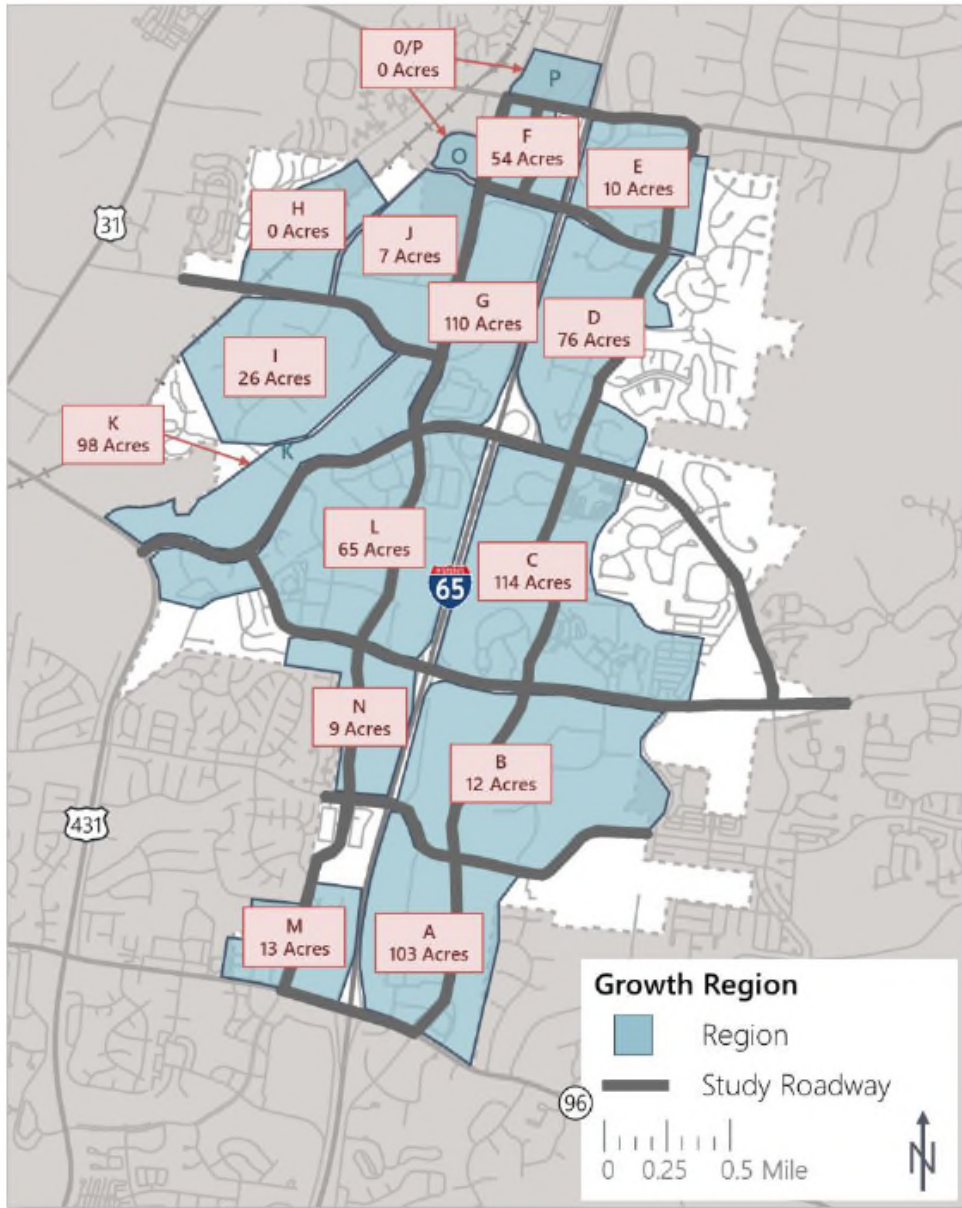 0/P
0 Acres
P
O
F
54 Acres
E
10 Acres
H
0 Acres
31
J
7 Acres
G
110 Acres
D
76 Acres
I
26 Acres
K
98 Acres
K
L
65 Acres
C
114 Acres
65
N
9 Acres
B
12 Acres
431
M
13 Acres
A
103 Acres
Growth Region
Region
Study Roadway
96
0 0.25 0.5 Mile
N